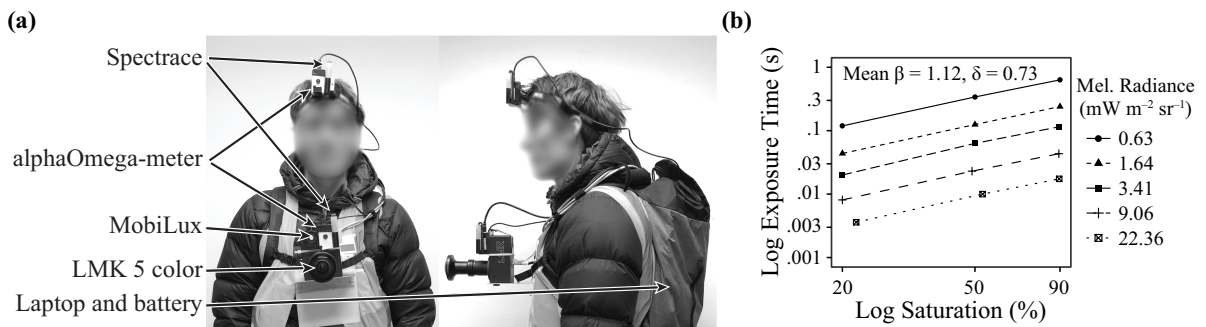 (a)
Spectrace
alphaOmega-meter
MobiLux
LMK 5 color
Laptop and battery
(b)
Log Exposure Time (s)
1
.3
.1
.03
.01
.003
.001
Mean β = 1.12, δ = 0.73
20
50
90
Log Saturation (%)
Mel. Radiance
(mW m⁻² sr⁻¹)
0.63
1.64
3.41
9.06
22.36